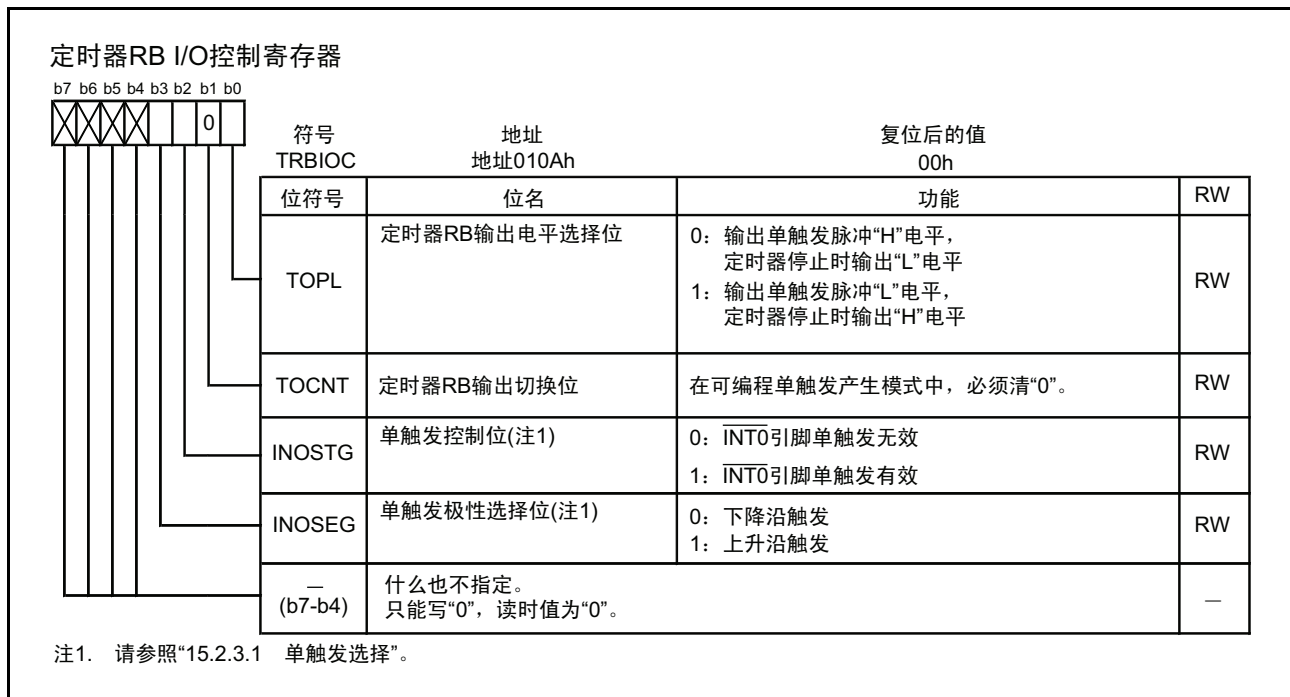 定时器RB I/O控制寄存器
b7 b6 b5 b4 b3 b2 b1 b0
0
符号 地址 复位后的值
TRBIOC 地址010Ah 00h
位符号 位名 功能 RW
TOPL 定时器RB输出电平选择位 0：输出单触发脉冲“H”电平， RW
定时器停止时输出“L”电平
1：输出单触发脉冲“L”电平，
定时器停止时输出“H”电平
TOCNT 定时器RB输出切换位 在可编程单触发产生模式中，必须清“0”。 RW
INOSTG 单触发控制位(注1) 0：INT0引脚单触发无效 RW
1：INT0引脚单触发有效
INOSEG 单触发极性选择位(注1) 0：下降沿触发 RW
1：上升沿触发
— 什么也不指定。 —
(b7-b4) 只能写“0”，读时值为“0”。
注1. 请参照“15.2.3.1 单触发选择”。